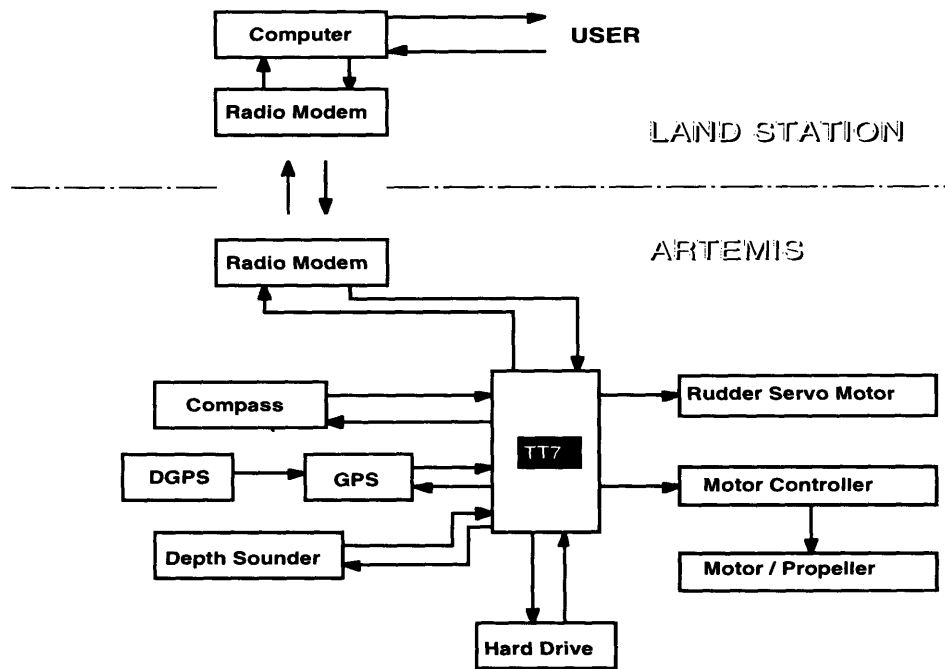 Computer
USER
Radio Modem
LAND STATION
Radio Modem
ARTEMIS
Compass
Rudder Servo Motor
TT7
DGPS
GPS
Motor Controller
Depth Sounder
Motor / Propeller
Hard Drive